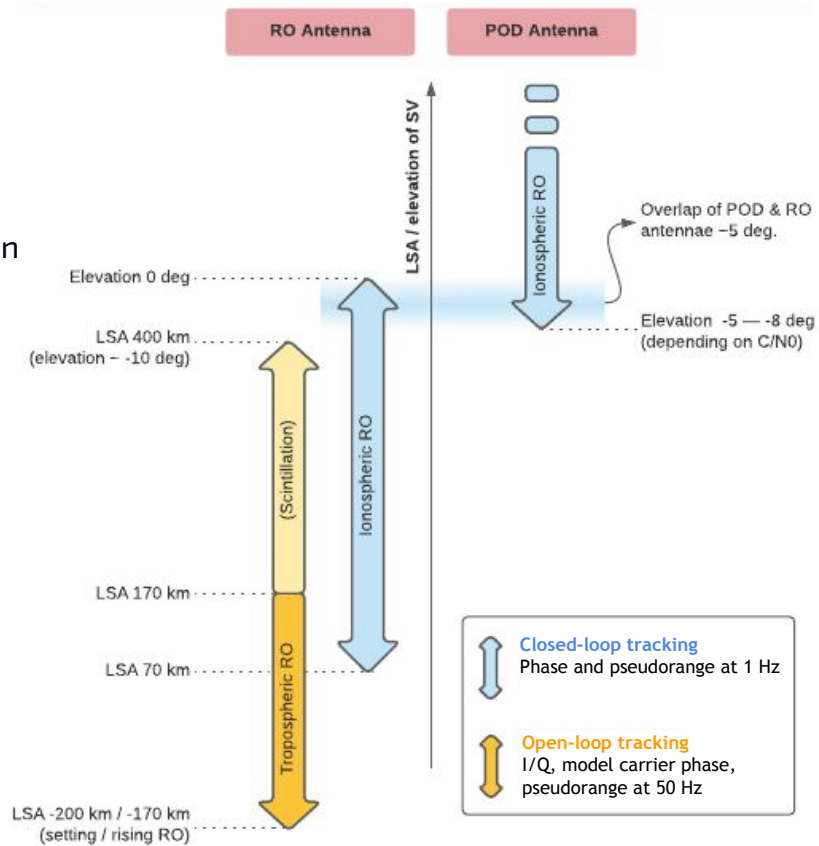 RO Antenna
POD Antenna
LSA / elevation of SV
Ionospheric RO
Overlap of POD & RO
antennae ~5 deg.
n
Elevation 0 deg
Elevation -5 — -8 deg
(depending on C/N0)
LSA 400 km
(elevation ~ -10 deg)
(Scintillation)
Ionospheric RO
LSA 170 km
LSA 70 km
Tropospheric RO
LSA -200 km / -170 km
(setting / rising RO)
Closed-loop tracking
Phase and pseudorange at 1 Hz
Open-loop tracking
I/Q, model carrier phase,
pseudorange at 50 Hz